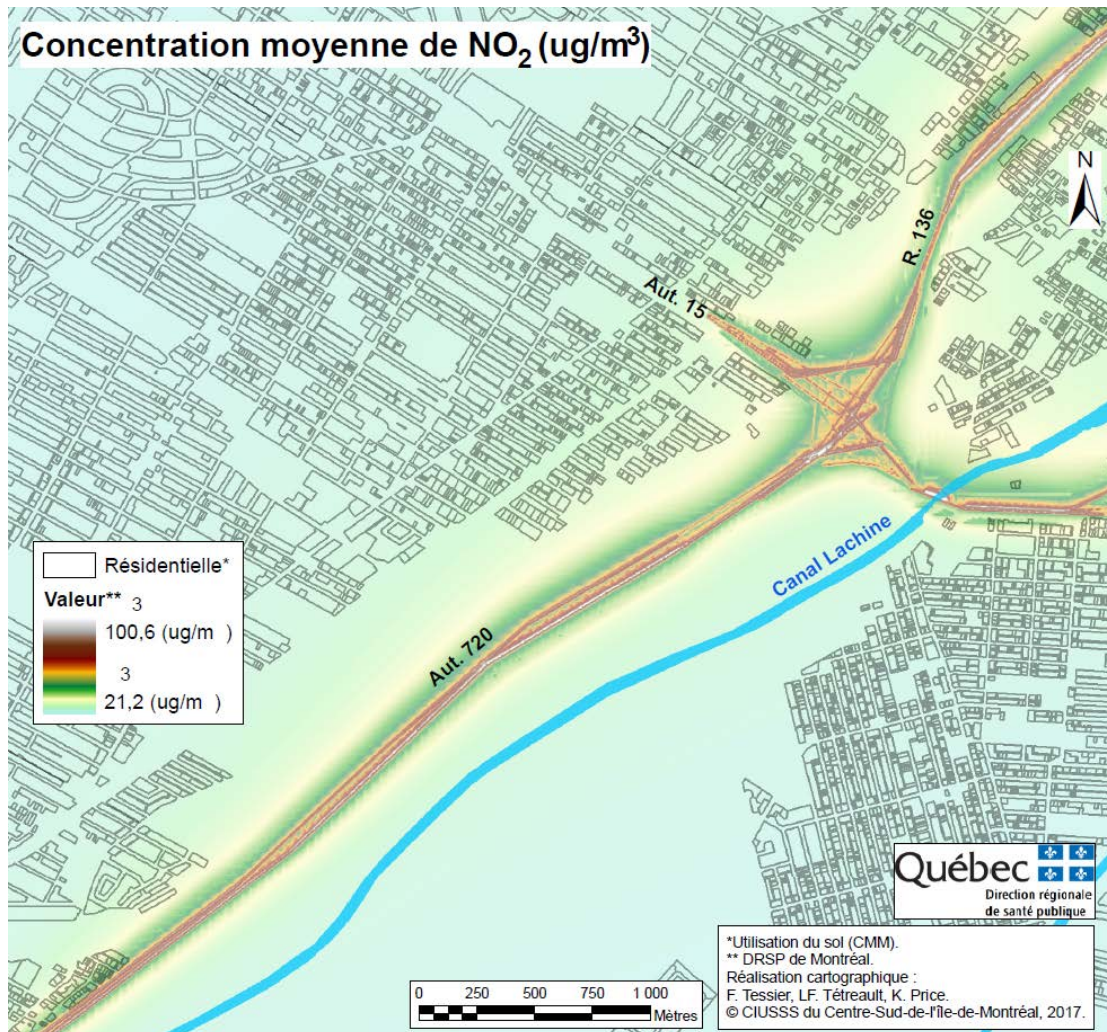 Concentration moyenne de NO2 (ug/m3)
N
R. 136
Aut. 15
Canal Lachine
Aut. 720
Résidentielle*
Valeur** 3
100,6 (ug/m )
3
21,2 (ug/m )
Québec
Direction régionale
de santé publique
*Utilisation du sol (CMM).
** DRSP de Montréal.
Réalisation cartographique :
F. Tessier, LF. Tétreault, K. Price.
© CIUSSS du Centre-Sud-de-l'île-de-Montréal, 2017.
0 250 500 750 1 000
Mètres